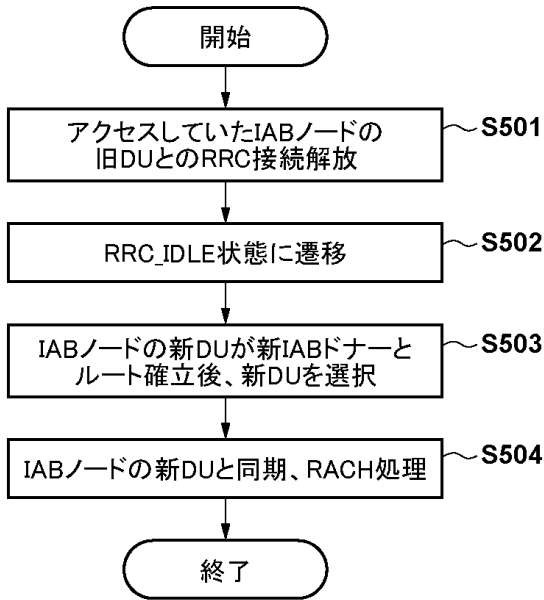 開始
アクセスしていたIABノードの
旧DUとのRRC接続解放
S501
RRC_IDLE状態に遷移
S502
IABノードの新DUが新IABドナーと
ルート確立後、新DUを選択
S503
IABノードの新DUと同期、RACH処理
S504
終了